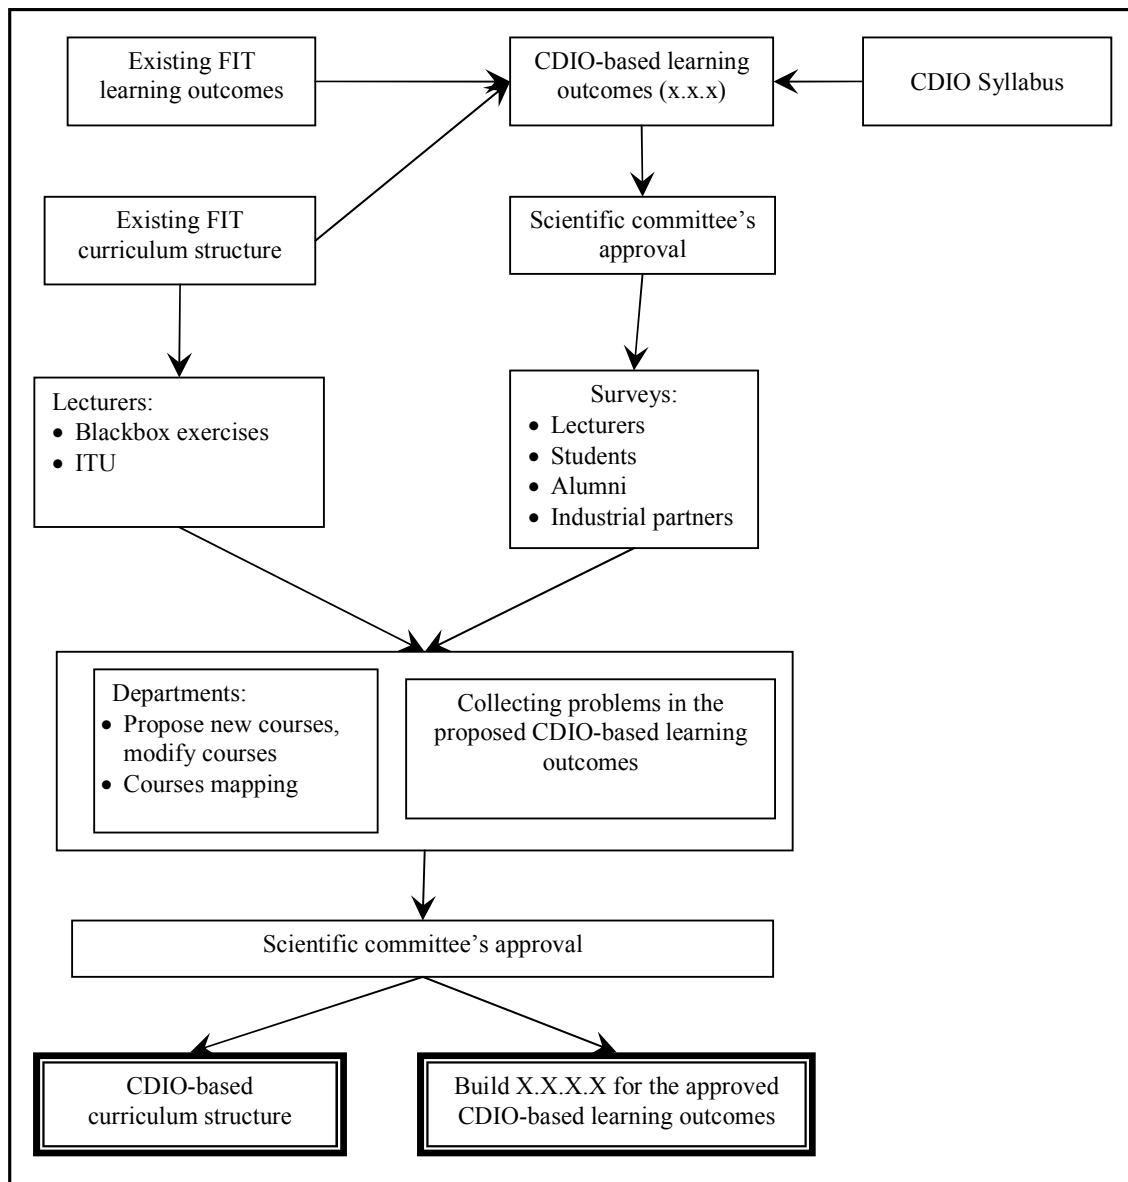 Existing FIT
learning outcomes
CDIO-based learning
outcomes (x.x.x)
CDIO Syllabus
Existing FIT
curriculum structure
Scientific committee’s
approval
Lecturers:
• Blackbox exercises
• ITU
Surveys:
• Lecturers
• Students
• Alumni
• Industrial partners
Departments:
• Propose new courses,
modify courses
• Courses mapping
Collecting problems in the
proposed CDIO-based learning
outcomes
Scientific committee’s approval
CDIO-based
curriculum structure
Build X.X.X.X for the approved
CDIO-based learning outcomes